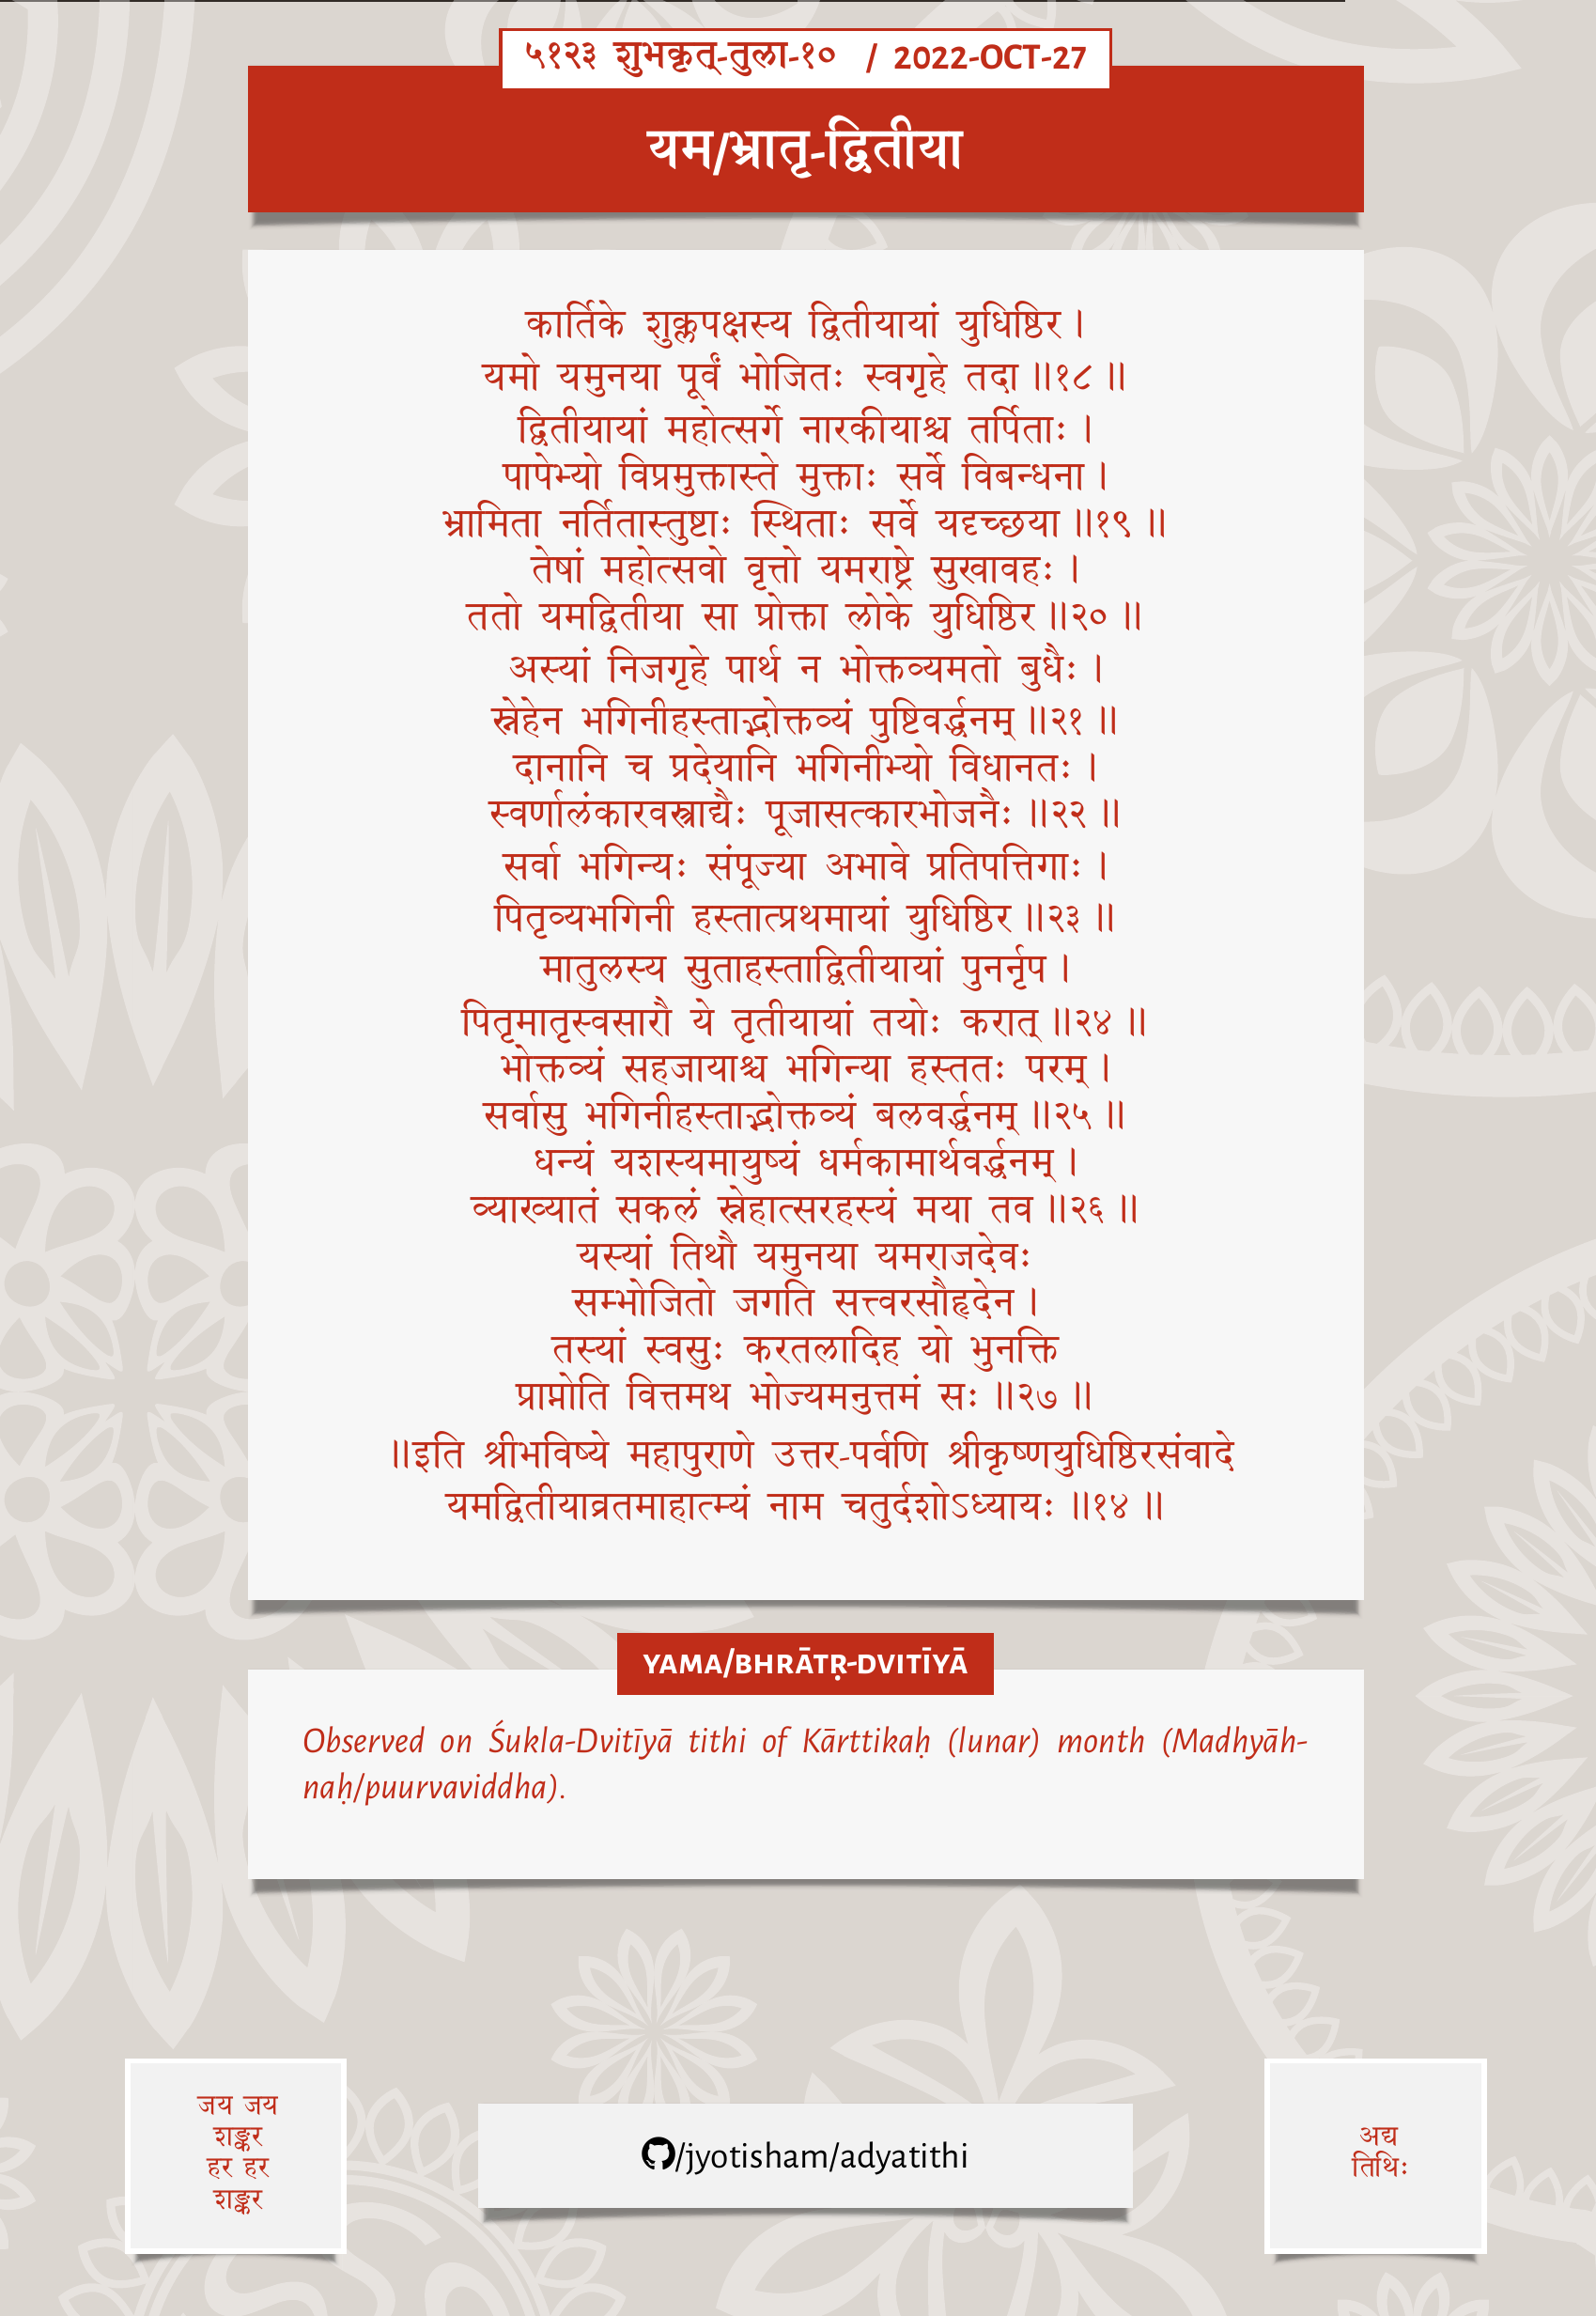 ५१२३ शुभकृत्-तुला-१० / 2022-OCT-27
यम/भ्रातृ-द्वितीया
कार्तिके शुक्लपक्षस्य द्वितीयायां युधिष्ठिर।
यमो यमुनया पूर्वं भोजितः स्वगृहे तदा॥१८॥
द्वितीयायां महोत्सर्गे नारकीयाश्च तर्पिताः।
पापेभ्यो विप्रमुक्तास्ते मुक्ताः सर्वे विबन्धना।
भ्रामिता नर्तितास्तुष्टाः स्थिताः सर्वे यदृच्छया॥१९॥
तेषां महोत्सवो वृत्तो यमराष्ट्रे सुखावहः।
ततो यमद्वितीया सा प्रोक्ता लोके युधिष्ठिर॥२०॥
अस्यां निजगृहे पार्थ न भोक्तव्यमतो बुधैः।
स्नेहेन भगिनीहस्ताद्भोक्तव्यं पुष्टिवर्द्धनम्॥२१॥
दानानि च प्रदेयानि भगिनीभ्यो विधानतः।
स्वर्णालंकारवस्त्राद्यैः पूजासत्कारभोजनैः॥२२॥
सर्वा भगिन्यः संपूज्या अभावे प्रतिपत्तिगाः।
पितृव्यभगिनी हस्तात्प्रथमायां युधिष्ठिर॥२३॥
मातुलस्य सुताहस्ताद्वितीयायां पुनर्नृप।
पितृमातृस्वसारौ ये तृतीयायां तयोः करात्॥२४॥
भोक्तव्यं सहजायाश्च भगिन्या हस्ततः परम्।
सर्वासु भगिनीहस्ताद्भोक्तव्यं बलवर्द्धनम्॥२५॥
धन्यं यशस्यमायुष्यं धर्मकामार्थवर्द्धनम्।
व्याख्यातं सकलं स्नेहात्सरहस्यं मया तव॥२६॥
यस्यां तिथौ यमुनया यमराजदेवः
सम्भोजितो जगति सत्त्वरसौहृदेन।
तस्यां स्वसुः करतलादिह यो भुनक्ति
प्राप्नोति वित्तमथ भोज्यमनुत्तमं सः॥२७॥
॥इति श्रीभविष्ये महापुराणे उत्तर-पर्वणि श्रीकृष्णयुधिष्ठिरसंवादे
यमद्वितीयाव्रतमाहात्म्यं नाम चतुर्दशोऽध्यायः॥१४॥
YAMA/BHRĀTṚ-DVITĪYĀ
Observed on Śukla-Dvitīyā tithi of Kārttikaḥ (lunar) month (Madhyāh-
naḥ/puurvaviddha).
जय जय
शङ्कर
हर हर
शङ्कर
/jyotisham/adyatithi
अद्य
तिथिः